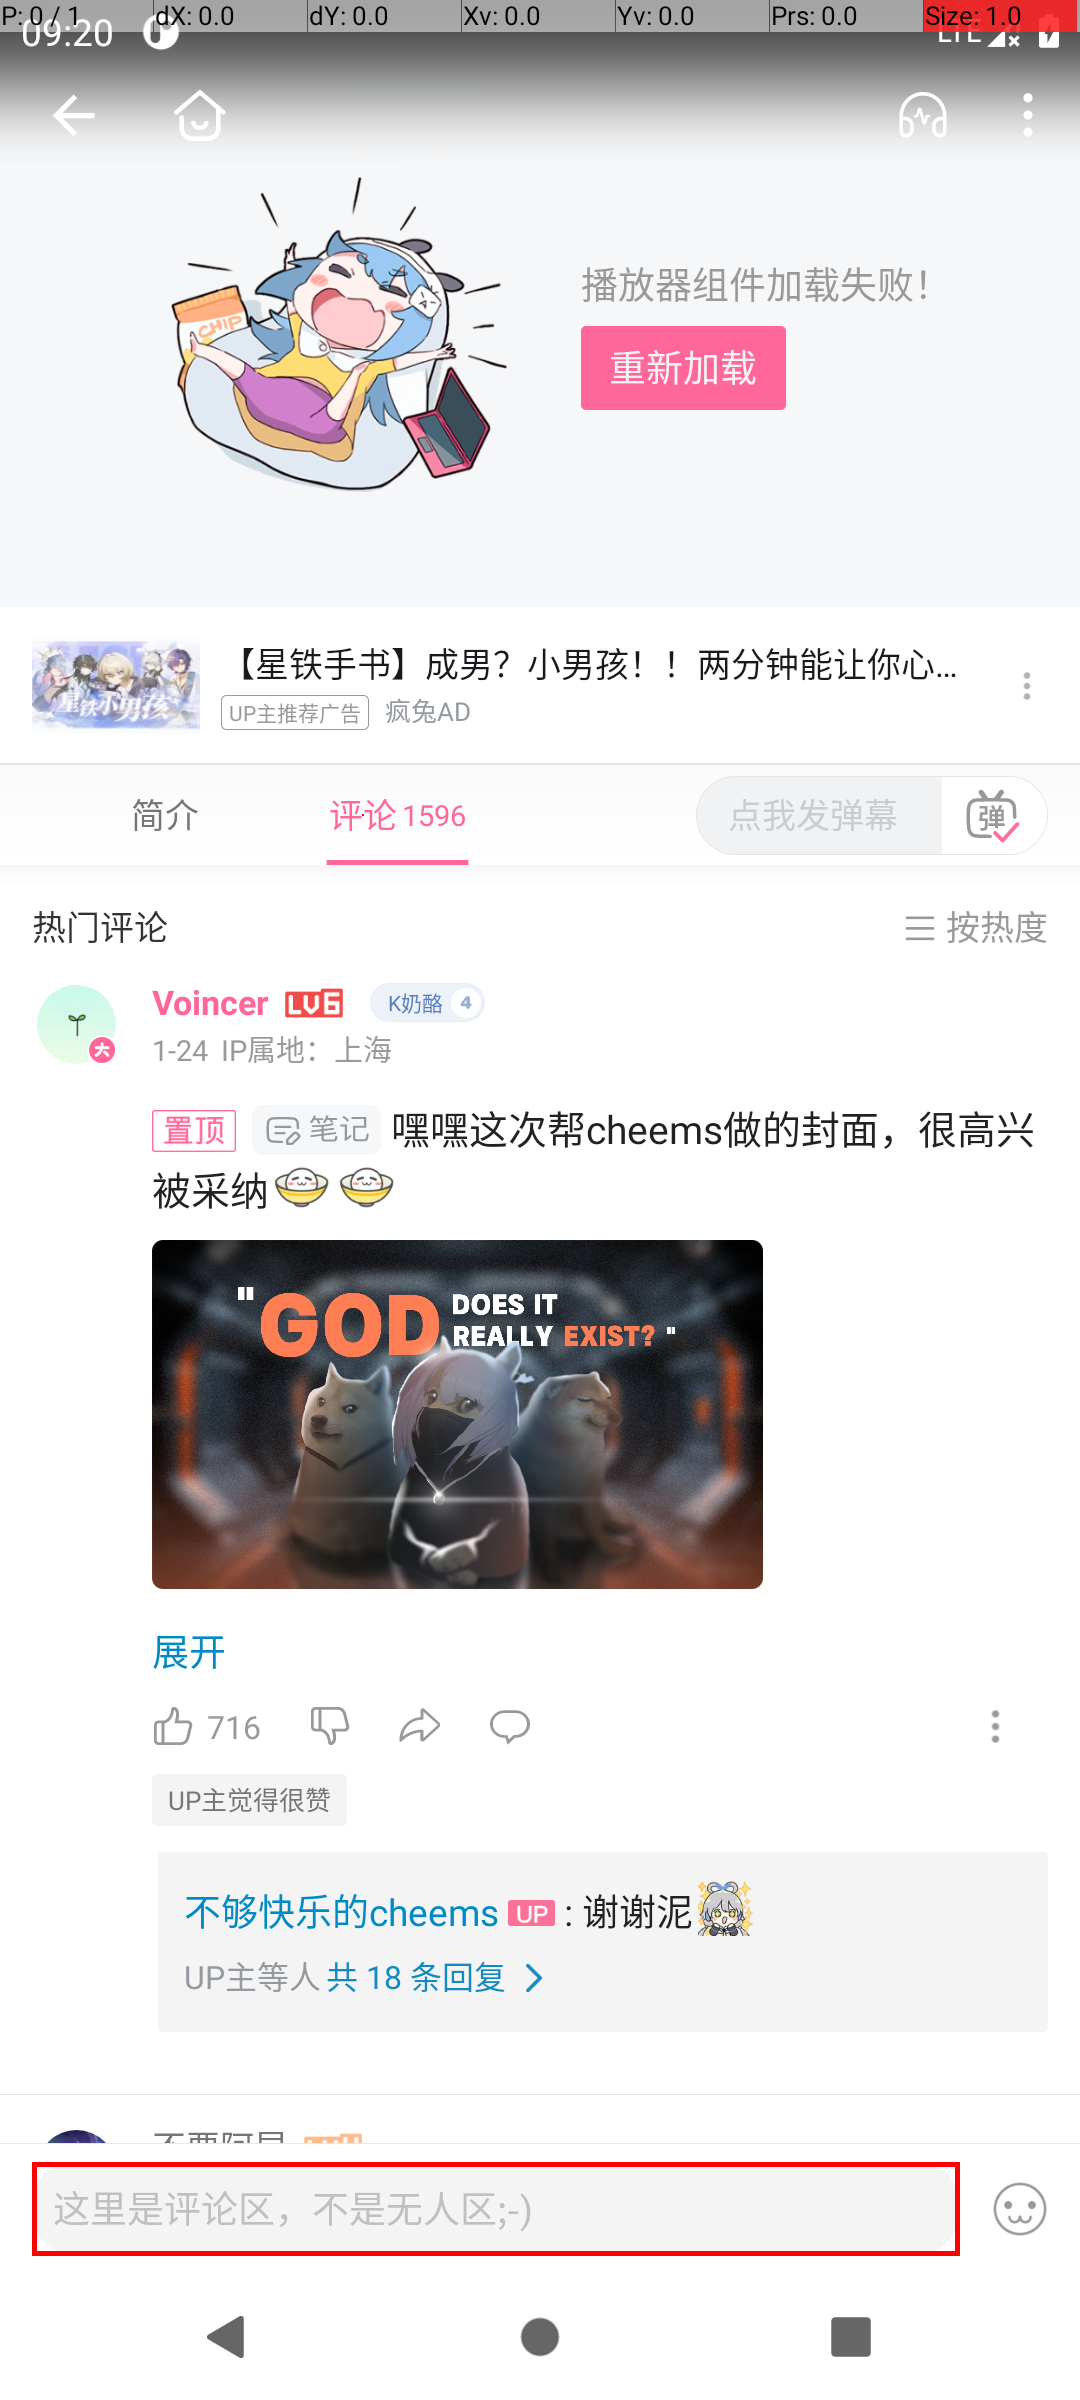 P: 0 / 1 dX: 0.0 dY: 0.0 Xv: 0.0 Yv: 0.0 Prs: 0.0 Size: 1.0
09:20 LTE
CHIP
播放器组件加载失败！
重新加载
【星铁手书】成男？小男孩！！两分钟能让你心...
星铁小男孩
UP主推荐广告 疯兔AD
简介 评论 1596 点我发弹幕 弹
热门评论 按热度
Voincer LV6 K奶酪 4
1-24 IP属地：上海
置顶 笔记 嘿嘿这次帮cheems做的封面，很高兴
被采纳
"GOD DOES IT
REALLY EXIST? "
展开
716
UP主觉得很赞
不够快乐的cheems UP : 谢谢泥
UP主等人 共 18 条回复
这里是评论区，不是无人区;-)